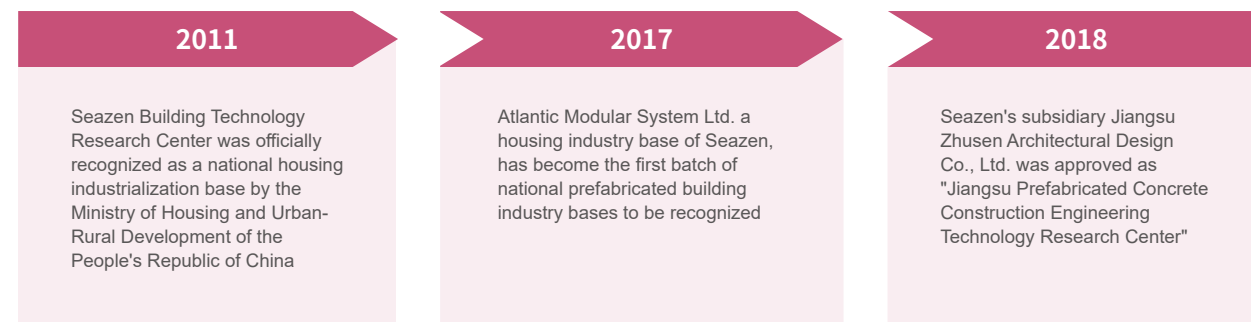 2011
Seazen Building Technology
Research Center was officially
recognized as a national housing
industrialization base by the
Ministry of Housing and Urban-
Rural Development of the
People's Republic of China
2017
Atlantic Modular System Ltd. a
housing industry base of Seazen,
has become the first batch of
national prefabricated building
industry bases to be recognized
2018
Seazen's subsidiary Jiangsu
Zhusen Architectural Design
Co., Ltd. was approved as
"Jiangsu Prefabricated Concrete
Construction Engineering
Technology Research Center"